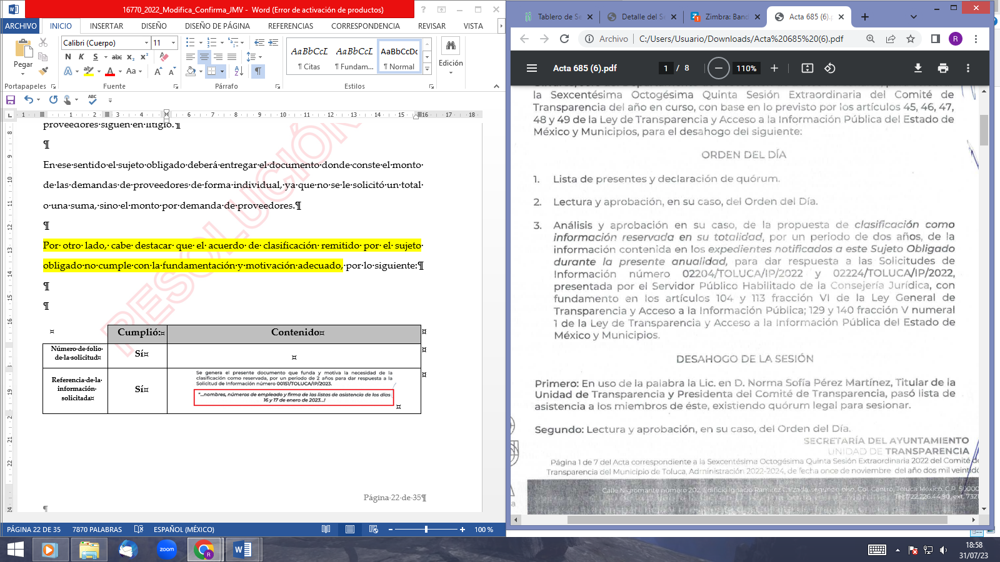 16770_2022_Modifica_Confirma_JMV - Word (Error de activación de productos)
ARCHIVO INICIO INSERTAR DISEÑO DISEÑO DE PÁGINA REFERENCIAS CORRESPONDENCIA REVISAR VISTA
Pegar
Portapapeles
Calibri (Cuerpo) 11
N K S abc x₂ x²
A A Aa A A
Fuente
Párrafo
AaBbCcL AaBbCcL AaBbCcDc
¶ Citas ¶ Fundam... ¶ Normal
Estilos
Edición
1 1 2 3 4 5 6 7 8 9 10 11 12 13 14 15 16 17 18
proveedores siguen en litigio.¶
¶
En·ese·sentido·el·sujeto·obligado·deberá·entregar·el·documento·donde·conste·el·monto·
de·las·demandas·de·proveedores·de·forma·individual,·ya·que·no·se·le·solicitó·un·total·
o·una·suma,·sino·el·monto·por·demanda·de·proveedores.¶
¶
Por·otro·lado,·cabe·destacar·que·el·acuerdo·de·clasificación·remitido·por·el·sujeto·
obligado·no·cumple·con·la·fundamentación·y·motivación·adecuado,·por·lo·siguiente:¶
¶
¶
RESOLUCIÓN
¤ Cumplió:¤ Contenido¤ ¤
Número·de·folio·
de·la·solicitud¤ Sí¤ ¤ ¤
Referencia·de·la·
información·
solicitada¤ Sí¤
Se genera el presente documento que funda y motiva la necesidad de la
clasificación como reservada, por un periodo de 2 años para dar respuesta a la
Solicitud de Información número 00151/TOLUCA/IP/2023.
"...nombres, números de empleado y firma de las listas de asistencia de los días
16 y 17 de enero de 2023...!
¤ ¤
Página·22·de·35¶
¶
PÁGINA 22 DE 35 7870 PALABRAS ESPAÑOL (MÉXICO) 100 %
Tablero de Se Detalle del Se Zimbra: Band Acta 685 (6).p
Archivo C:/Users/Usuario/Downloads/Acta%20685%20(6).pdf R
Acta 685 (6).pdf 1 / 8 110%
la Sexcentésima Octogésima Quinta Sesión Extraordinaria del Comité de
Transparencia del año en curso, con base en lo previsto por los artículos 45, 46, 47,
48 y 49 de la Ley de Transparencia y Acceso a la Información Pública del Estado de
México y Municipios, para el desahogo del siguiente:
ORDEN DEL DÍA
1. Lista de presentes y declaración de quórum.
2. Lectura y aprobación, en su caso, del Orden del Día.
3. Análisis y aprobación en su caso, de la propuesta de clasificación como
información reservada en su totalidad, por un periodo de dos años, de la
información contenida en los expedientes notificados a este Sujeto Obligado
durante la presente anualidad, para dar respuesta a las Solicitudes de
Información número 02204/TOLUCA/IP/2022 y 02224/TOLUCA/IP/2022,
presentada por el Servidor Público Habilitado de la Consejería Jurídica, con
fundamento en los artículos 104 y 113 fracción VI de la Ley General de
Transparencia y Acceso a la Información Pública; 129 y 140 fracción V numeral
1 de la Ley de Transparencia y Acceso a la Información Pública del Estado de
México y Municipios.
DESAHOGO DE LA SESIÓN
Primero: En uso de la palabra la Lic. en D. Norma Sofía Pérez Martínez, Titular de la
Unidad de Transparencia y Presidenta del Comité de Transparencia, pasó lista de
asistencia a los miembros de éste, existiendo quórum legal para sesionar.
Segundo: Lectura y aprobación, en su caso, del Orden del Día.
SECRETARÍA DEL AYUNTAMIENTO
UNIDAD DE TRANSPARENCIA
Página 1 de 7 del Acta correspondiente a la Sexcentésima Octogésima Quinta Sesión Extraordinaria 2022 del Comité de
Transparencia del Municipio de Toluca, Administración 2022-2024, de fecha once de noviembre del año dos mil veintido
Calle Nigromante número 202, Edificio Ignacio Ramírez Calzada, segundo piso, Col. Centro, Toluca México. C.P. 50000
Tel: 722 226 44 90, ext. 7321
zoom
18:58
31/07/23